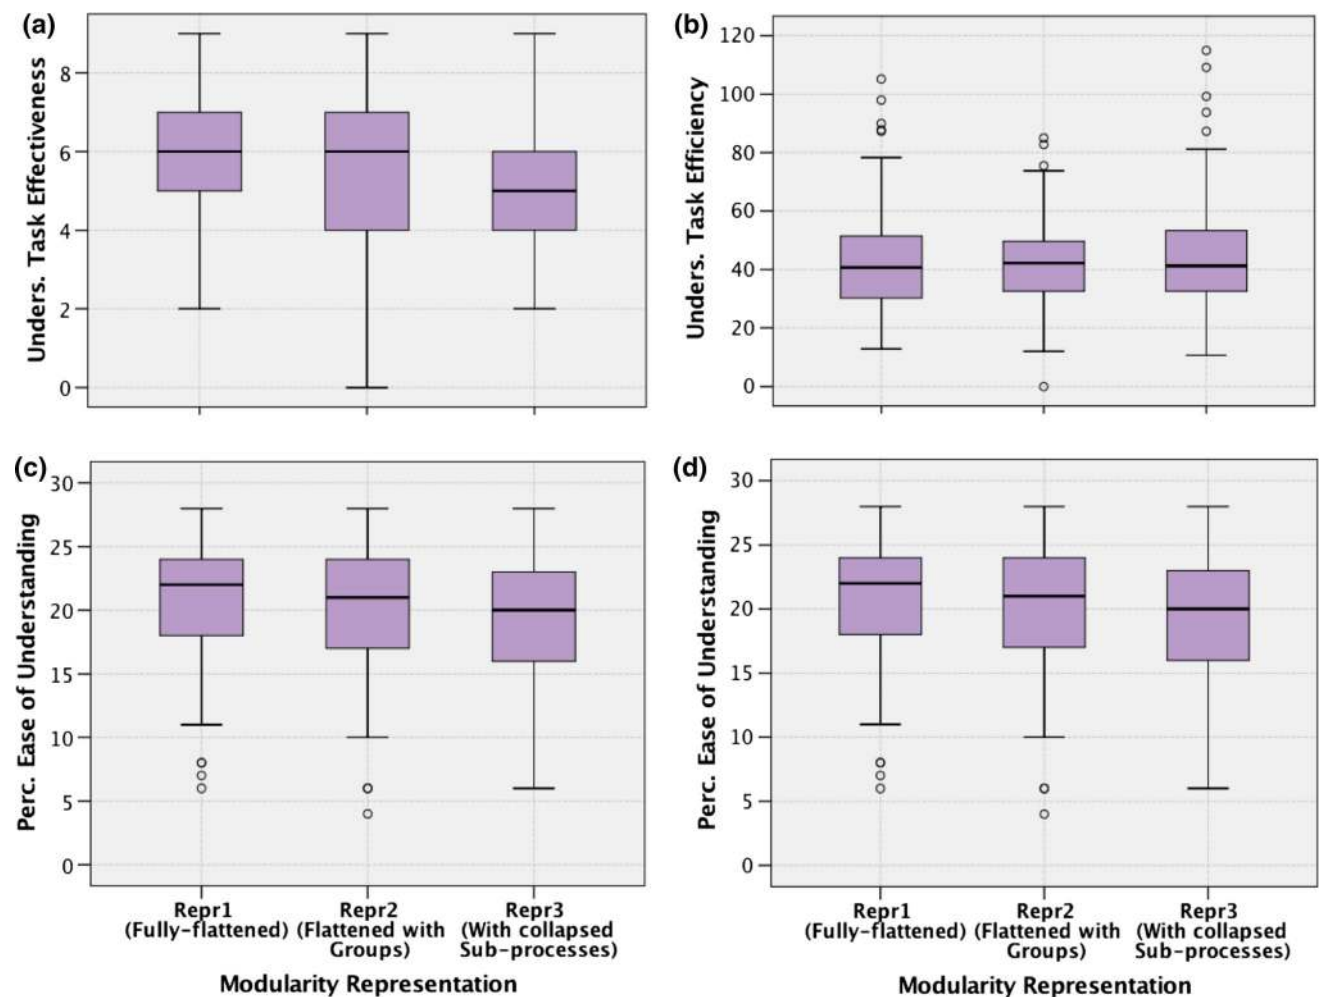 (a)
Unders. Task Effectiveness
8
6
4
2
0
(b)
Unders. Task Efficiency
120
100
80
60
40
20
0
(c)
Perc. Ease of Understanding
30
25
20
15
10
5
0
Repr1
(Fully-flattened)
Repr2
(Flattened with
Groups)
Repr3
(With collapsed
Sub-processes)
Modularity Representation
(d)
Perc. Ease of Understanding
30
25
20
15
10
5
0
Repr1
(Fully-flattened)
Repr2
(Flattened with
Groups)
Repr3
(With collapsed
Sub-processes)
Modularity Representation